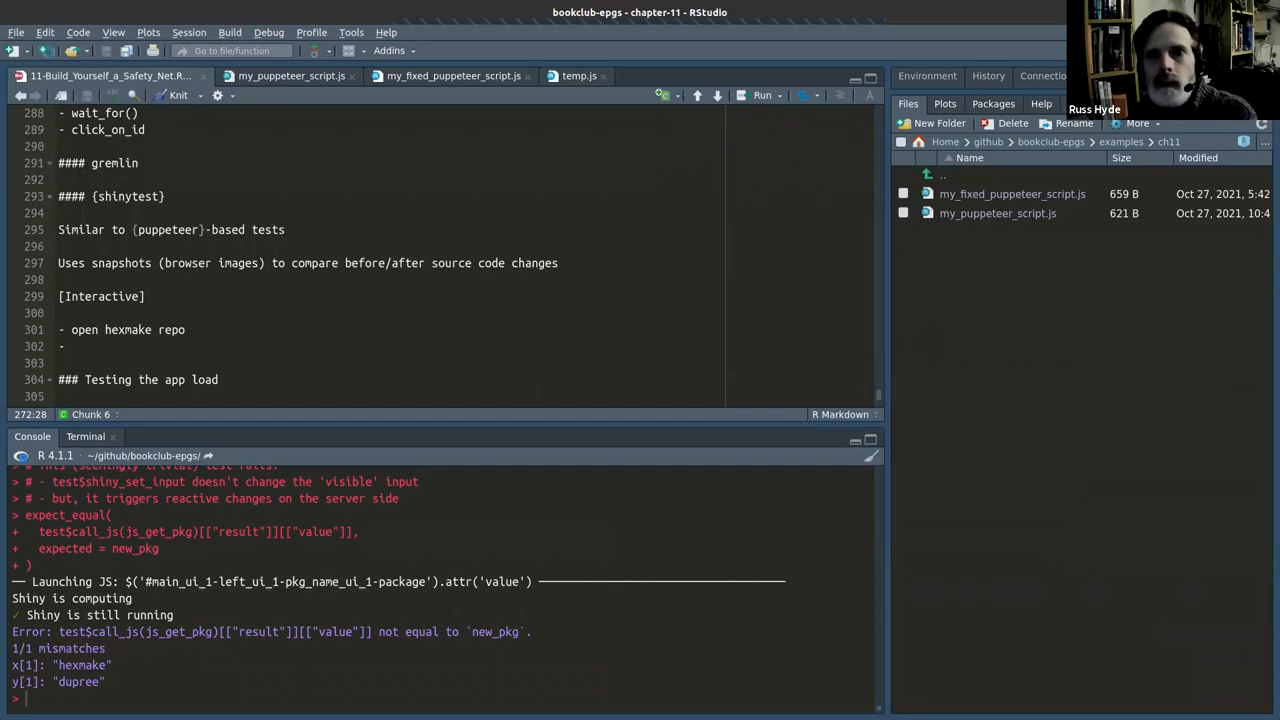 bookclub-epgs - chapter-11 - RStudio
File Edit Code View Plots Session Build Debug Profile Tools Help
Go to file/function Addins
11-Build_Yourself_a_Safety_Net.R... my_puppeteer_script.js my_fixed_puppeteer_script.js temp.js
Knit Run
288 - wait_for()
289 - click_on_id
290
291 #### gremlin
292
293 #### {shinytest}
294
295 Similar to {puppeteer}-based tests
296
297 Uses snapshots (browser images) to compare before/after source code changes
298
299 [Interactive]
300
301 - open hexmake repo
302 -
303
304 ### Testing the app load
305
272:28 Chunk 6 R Markdown
Console Terminal
R 4.1.1 ~/github/bookclub-epgs/
> # This (seemingly trivial) test fails:
> # - test$shiny_set_input doesn't change the 'visible' input
> # - but, it triggers reactive changes on the server side
> expect_equal(
+ test$call_js(js_get_pkg)[["result"]][["value"]],
+ expected = new_pkg
+ )
── Launching JS: $('#main_ui_1-left_ui_1-pkg_name_ui_1-package').attr('value') ──
Shiny is computing
✓ Shiny is still running
Error: test$call_js(js_get_pkg)[["result"]][["value"]] not equal to `new_pkg`.
1/1 mismatches
x[1]: "hexmake"
y[1]: "dupree"
>
Environment History Connectio
Russ Hyde
Files Plots Packages Help
New Folder Delete Rename More
Home github bookclub-epgs examples ch11
Name Size Modified
..
my_fixed_puppeteer_script.js 659 B Oct 27, 2021, 5:42
my_puppeteer_script.js 621 B Oct 27, 2021, 10:4